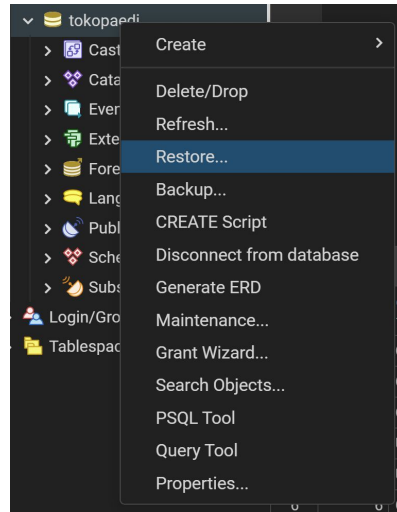 tokopaedi
Cast
Cata
Even
Exte
Fore
Lang
Publ
Sche
Subs
Login/Gro
Tablespac
Create
Delete/Drop
Refresh...
Restore...
Backup...
CREATE Script
Disconnect from database
Generate ERD
Maintenance...
Grant Wizard...
Search Objects...
PSQL Tool
Query Tool
Properties...